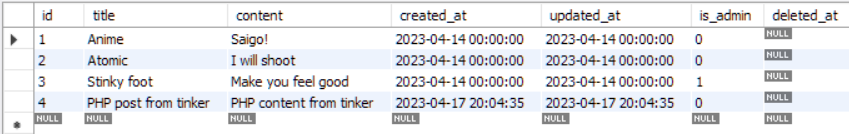 id title content created_at updated_at is_admin deleted_at
1 Anime Saigo! 2023-04-14 00:00:00 2023-04-14 00:00:00 0 NULL
2 Atomic I will shoot 2023-04-14 00:00:00 2023-04-14 00:00:00 0 NULL
3 Stinky foot Make you feel good 2023-04-14 00:00:00 2023-04-14 00:00:00 1 NULL
4 PHP post from tinker PHP content from tinker 2023-04-17 20:04:35 2023-04-17 20:04:35 0 NULL
NULL NULL NULL NULL NULL NULL NULL